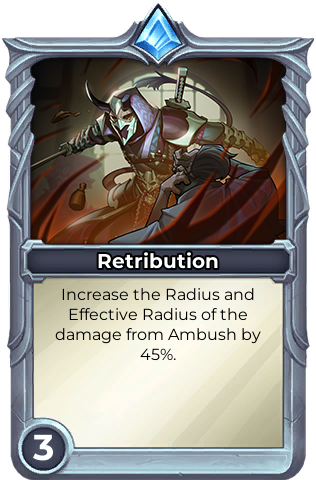 Retribution
Increase the Radius and
Effective Radius of the
damage from Ambush by
45%.
3